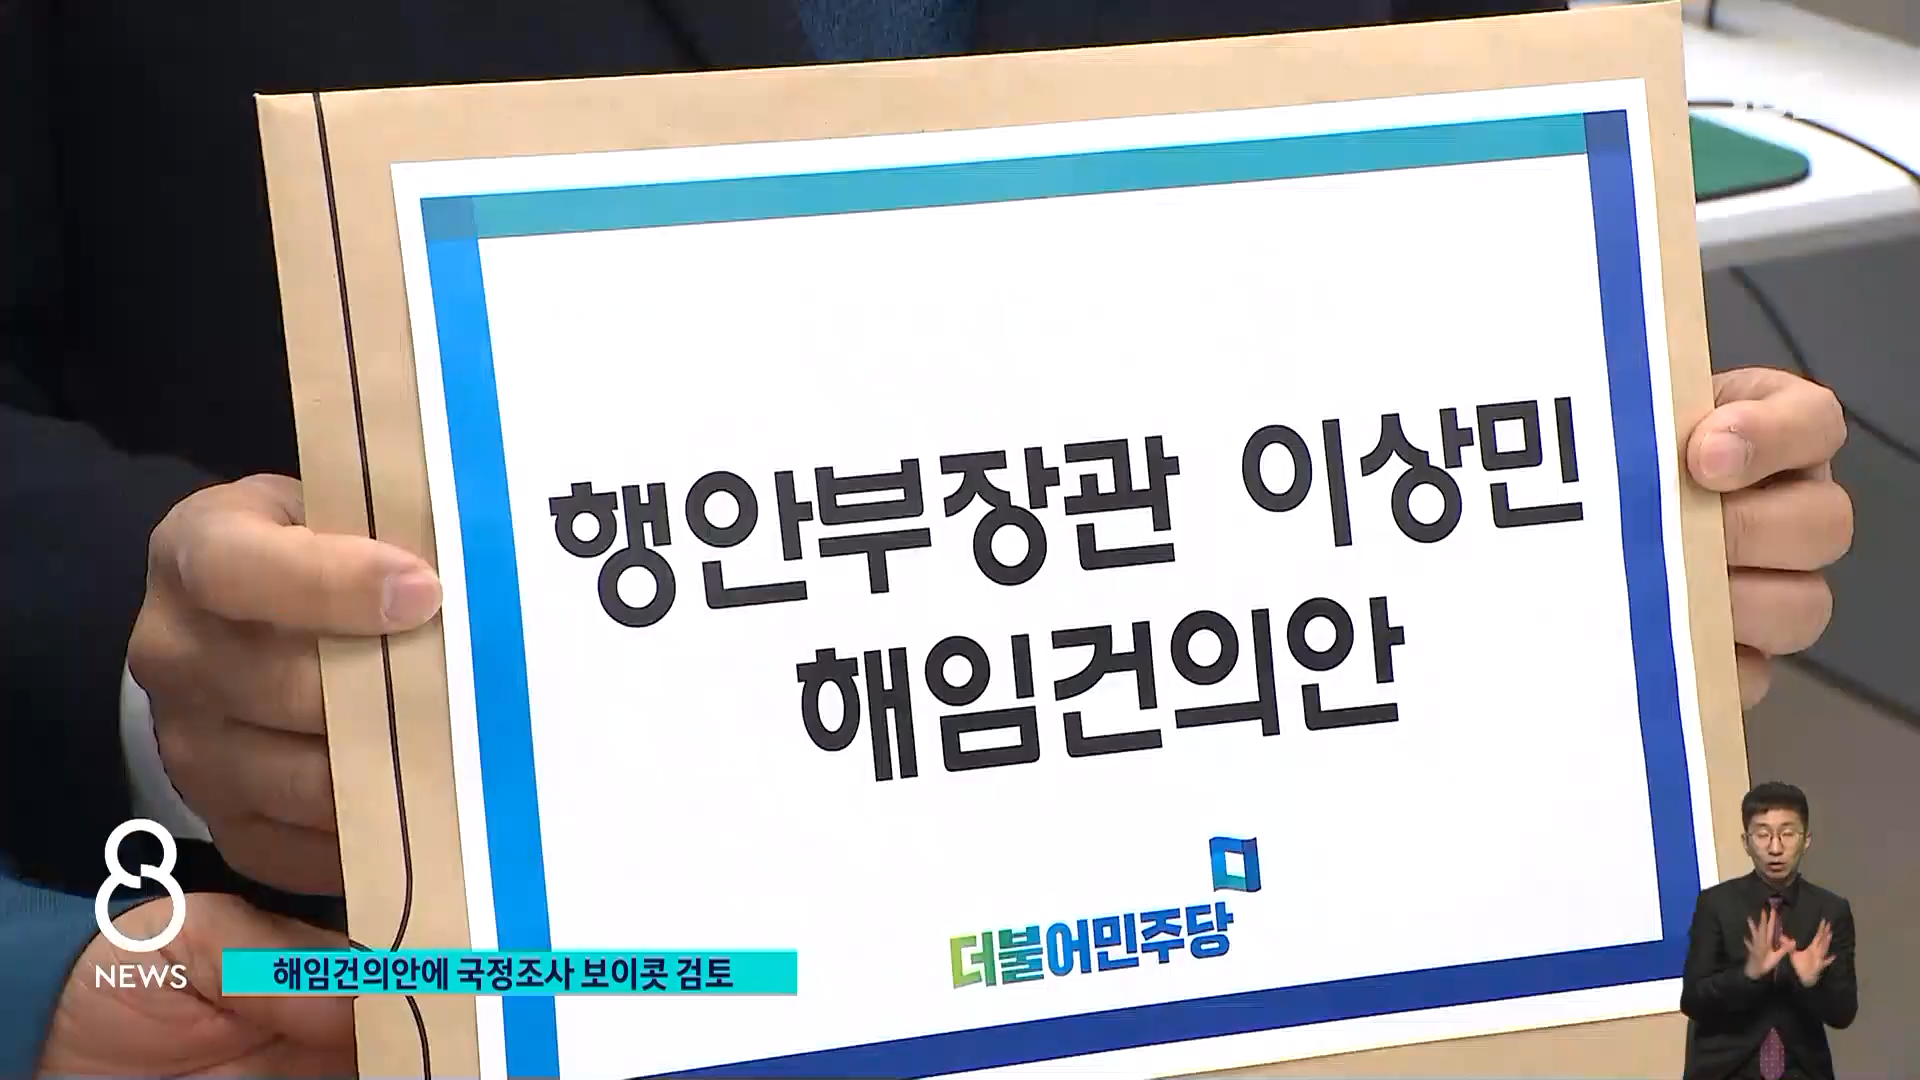 행안부장관 이상민
해임건의안
더불어민주당
8
NEWS
해임건의안에 국정조사 보이콧 검토